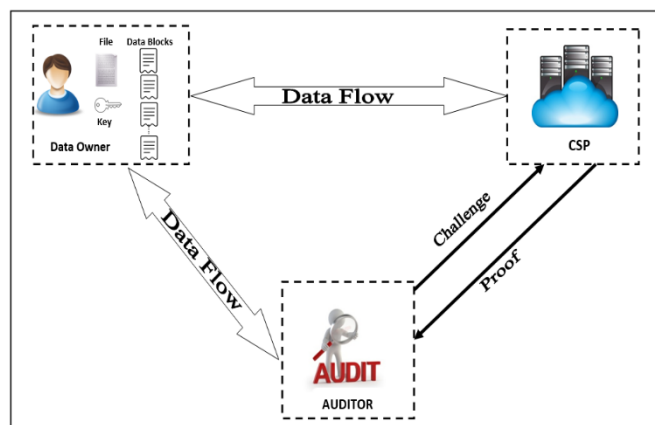 File
Data Blocks
Key
Data Owner
Data Flow
CSP
Data Flow
Challenge
Proof
AUDIT
AUDITOR